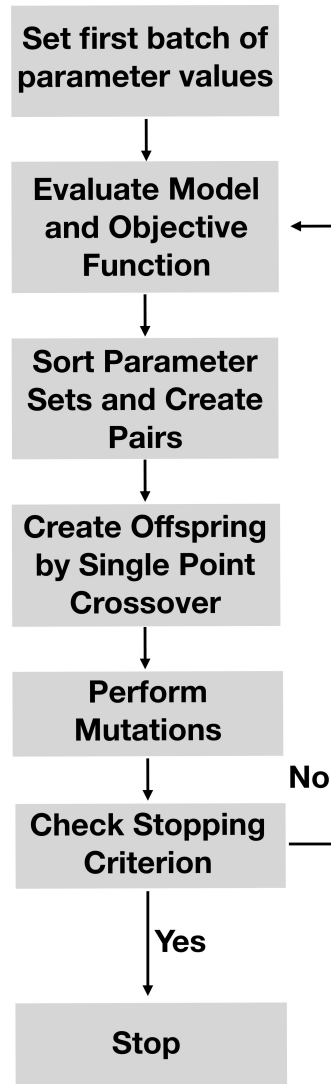 Set first batch of
parameter values
Evaluate Model
and Objective
Function
Sort Parameter
Sets and Create
Pairs
Create Offspring
by Single Point
Crossover
Perform
Mutations
No
Check Stopping
Criterion
Yes
Stop